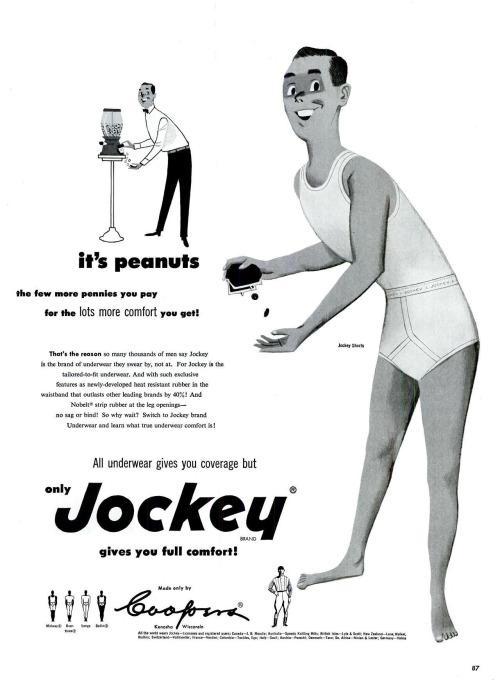 it's peanuts
the few more pennies you pay
for the lots more comfort you get!
Jockey Shorts
That's the reason so many thousands of men say Jockey
is the brand of underwear they swear by, not at. For Jockey is the
tailored-to-fit underwear. And with such exclusive
features as newly-developed heat resistant rubber in the
waistband that outlasts other leading brands by 40%! And
Nobelt® strip rubber at the leg openings—
no sag or bind! So why wait? Switch to Jockey brand
Underwear and learn what true underwear comfort is!
All underwear gives you coverage but
only Jockey®
BRAND
gives you full comfort!
Made only by
Coopers®
Kenosha Wisconsin
All the world wears Jockey
87